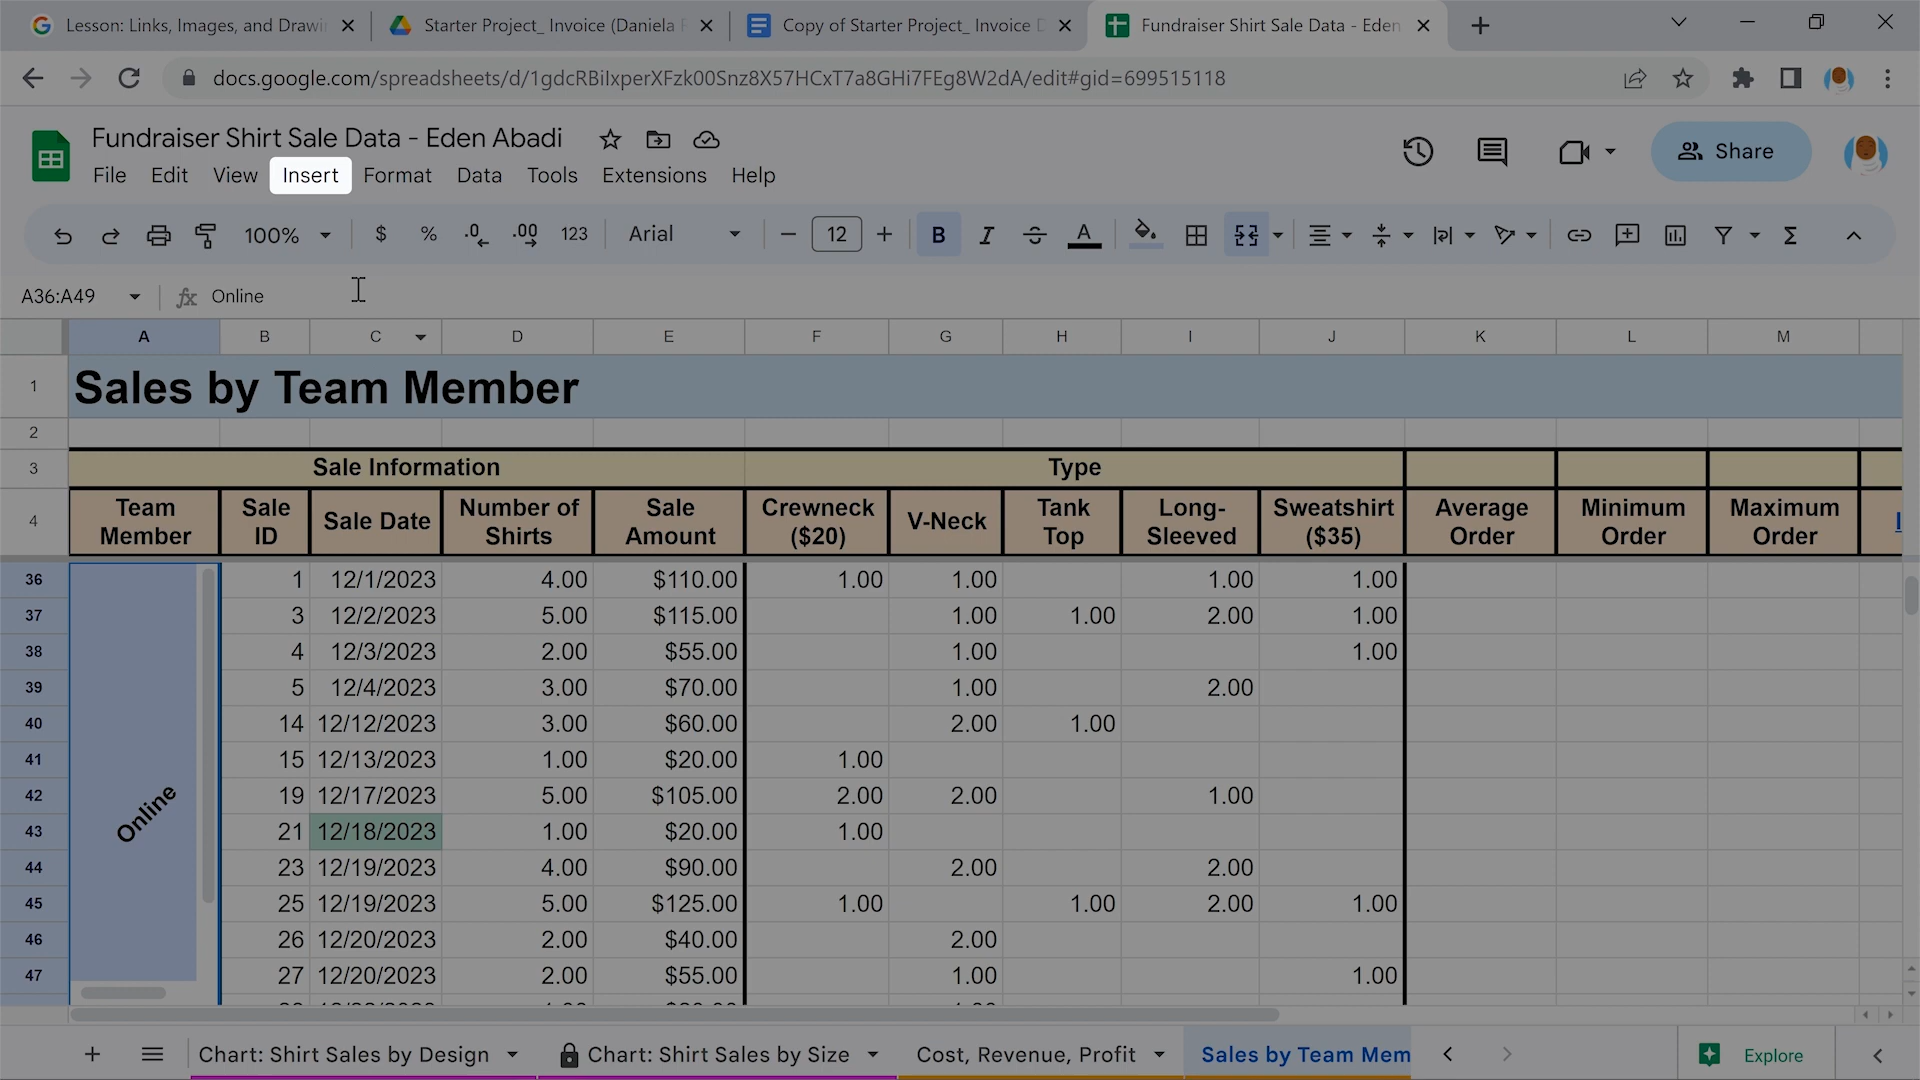 Lesson: Links, Images, and Drawi
Starter Project_ Invoice (Daniela
Copy of Starter Project_ Invoice
Fundraiser Shirt Sale Data - Eden
docs.google.com/spreadsheets/d/1gdcRBiIxperXFzk00Snz8X57HCxT7a8GHi7FEg8W2dA/edit#gid=699515118
Fundraiser Shirt Sale Data - Eden Abadi
File Edit View Insert Format Data Tools Extensions Help
Share
100% $ % .0 .00 123 Arial 12 B I A
A36:A49 fx Online
A B C D E F G H I J K L M
1 Sales by Team Member
2
3 Sale Information Type
4 Team Member Sale ID Sale Date Number of Shirts Sale Amount Crewneck ($20) V-Neck Tank Top Long-Sleeved Sweatshirt ($35) Average Order Minimum Order Maximum Order
36 1 12/1/2023 4.00 $110.00 1.00 1.00 1.00 1.00
37 3 12/2/2023 5.00 $115.00 1.00 1.00 2.00 1.00
38 4 12/3/2023 2.00 $55.00 1.00 1.00
39 5 12/4/2023 3.00 $70.00 1.00 2.00
40 14 12/12/2023 3.00 $60.00 2.00 1.00
41 15 12/13/2023 1.00 $20.00 1.00
42 19 12/17/2023 5.00 $105.00 2.00 2.00 1.00
Online
43 21 12/18/2023 1.00 $20.00 1.00
44 23 12/19/2023 4.00 $90.00 2.00 2.00
45 25 12/19/2023 5.00 $125.00 1.00 1.00 2.00 1.00
46 26 12/20/2023 2.00 $40.00 2.00
47 27 12/20/2023 2.00 $55.00 1.00 1.00
Chart: Shirt Sales by Design Chart: Shirt Sales by Size Cost, Revenue, Profit Sales by Team Mem Explore